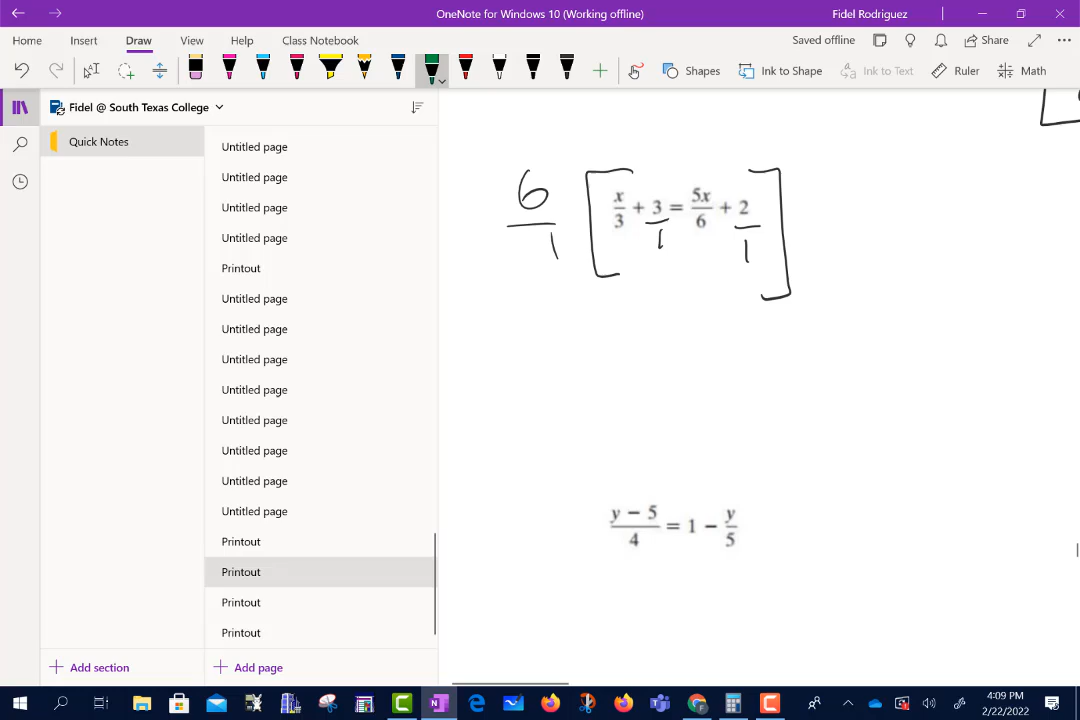 OneNote for Windows 10 (Working offline)
Fidel Rodriguez
Home Insert Draw View Help Class Notebook
Saved offline
Share
Shapes
Ink to Shape
Ink to Text
Ruler
Math
Fidel @ South Texas College
Quick Notes
Untitled page
Untitled page
Untitled page
Untitled page
Printout
Untitled page
Untitled page
Untitled page
Untitled page
Untitled page
Untitled page
Untitled page
Untitled page
Printout
Printout
Printout
Printout
Add section
Add page
6/1 [ x/3 + 3/1 = 5x/6 + 2/1 ]
(y − 5)/4 = 1 − y/5
4:09 PM
2/22/2022